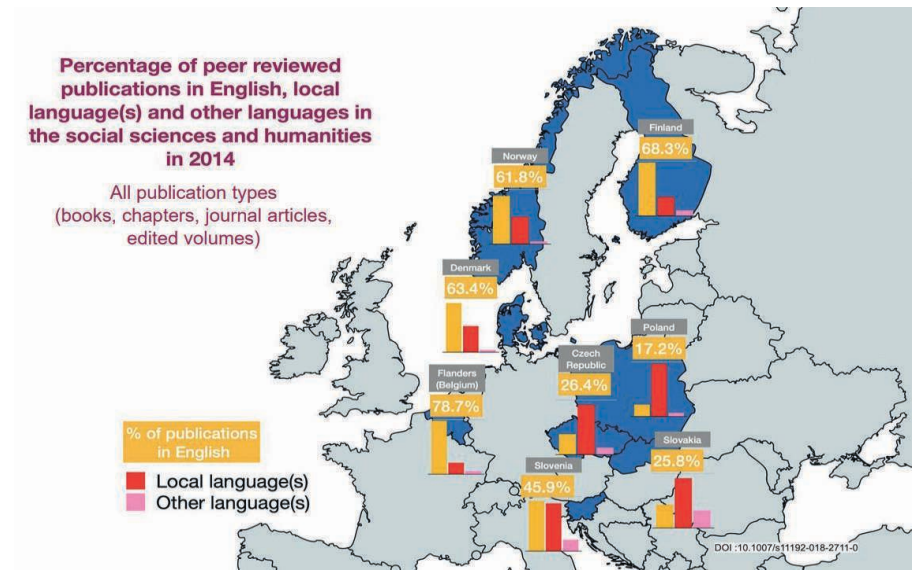 Percentage of peer reviewed
publications in English, local
language(s) and other languages in
the social sciences and humanities
in 2014
All publication types
(books, chapters, journal articles,
edited volumes)
Finland
68.3%
Norway
61.8%
Denmark
63.4%
Poland
17.2%
Czech
Republic
26.4%
Flanders
(Belgium)
78.7%
Slovakia
25.8%
Slovenia
45.9%
% of publications
in English
Local language(s)
Other language(s)
DOI :10.1007/s11192-018-2711-0